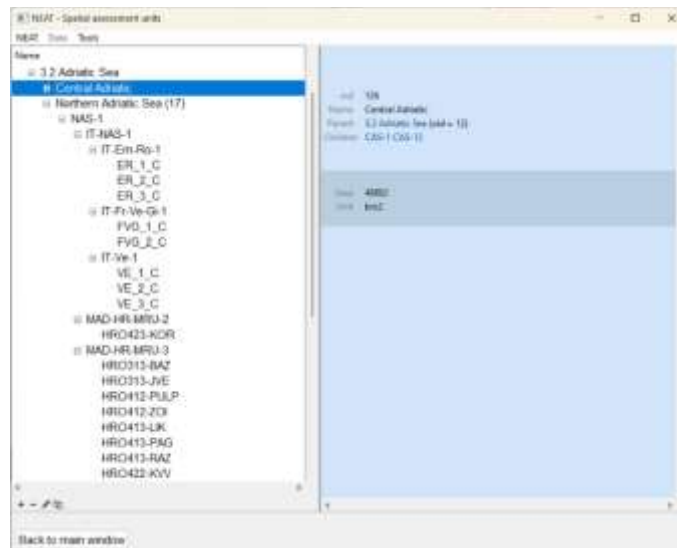 NEAT - Spatial assessment units
NEAT Data Tools
Name
3.2 Adriatic Sea
Central Adriatic
Northern Adriatic Sea (17)
NAS-1
IT-NAS-1
IT-Em-Ro-1
ER_1_C
ER_2_C
ER_3_C
IT-Fr-Ve-Gi-1
FVG_1_C
FVG_2_C
IT-Ve-1
VE_1_C
VE_2_C
VE_3_C
MAD-HR-MRU-2
HRO423-KOR
MAD-HR-MRU-3
HRO313-BAZ
HRO313-JVE
HRO412-PULP
HRO412-ZOI
HRO413-LIK
HRO413-PAG
HRO413-RAZ
HRO422-KVV
Back to main window
Name Central Adriatic
Parent 3.2 Adriatic Sea
km2